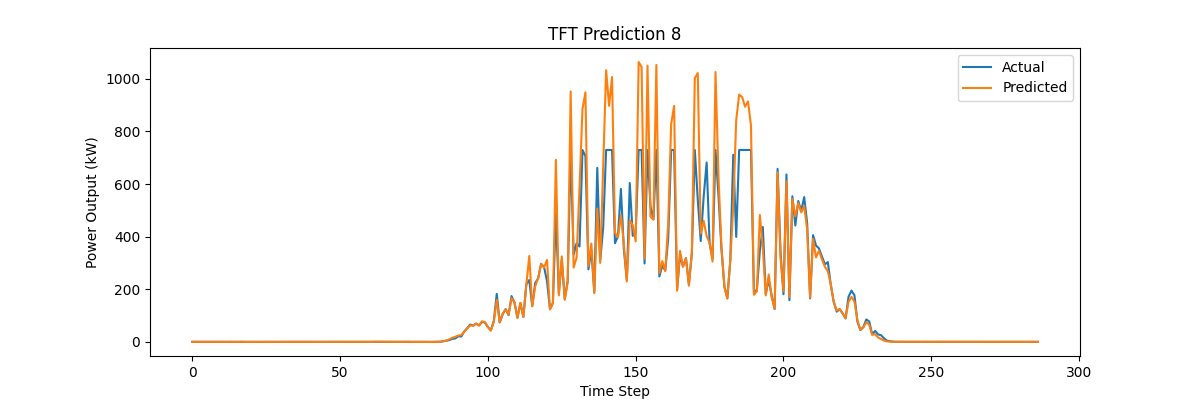 TFT Prediction 8
Power Output (kW)
1000
800
600
400
200
0
0 50 100 150 200 250 300
Time Step
Actual
Predicted